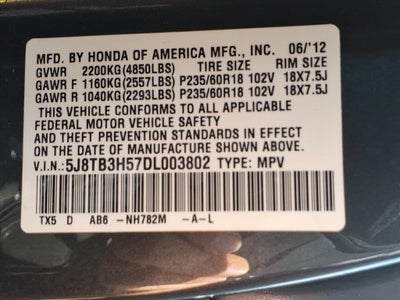 MFD. BY HONDA OF AMERICA MFG., INC. 06/'12
GVWR 2200KG(4850LBS) TIRE SIZE RIM SIZE
GAWR F 1160KG(2557LBS) P235/60R18 102V 18X7.5J
GAWR R 1040KG(2293LBS) P235/60R18 102V 18X7.5J
THIS VEHICLE CONFORMS TO ALL APPLICABLE
FEDERAL MOTOR VEHICLE SAFETY
AND THEFT PREVENTION STANDARDS IN EFFECT
ON THE DATE OF MANUFACTURE SHOWN ABOVE.
V.I.N.:5J8TB3H57DL003802 TYPE: MPV
TX5 D AB6 -NH782M -A-L